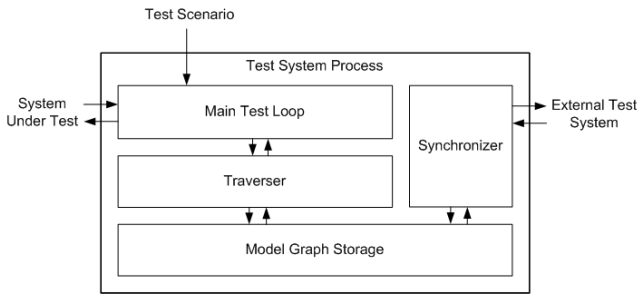 Test Scenario
Test System Process
System
Under Test
Main Test Loop
External Test
System
Synchronizer
Traverser
Model Graph Storage